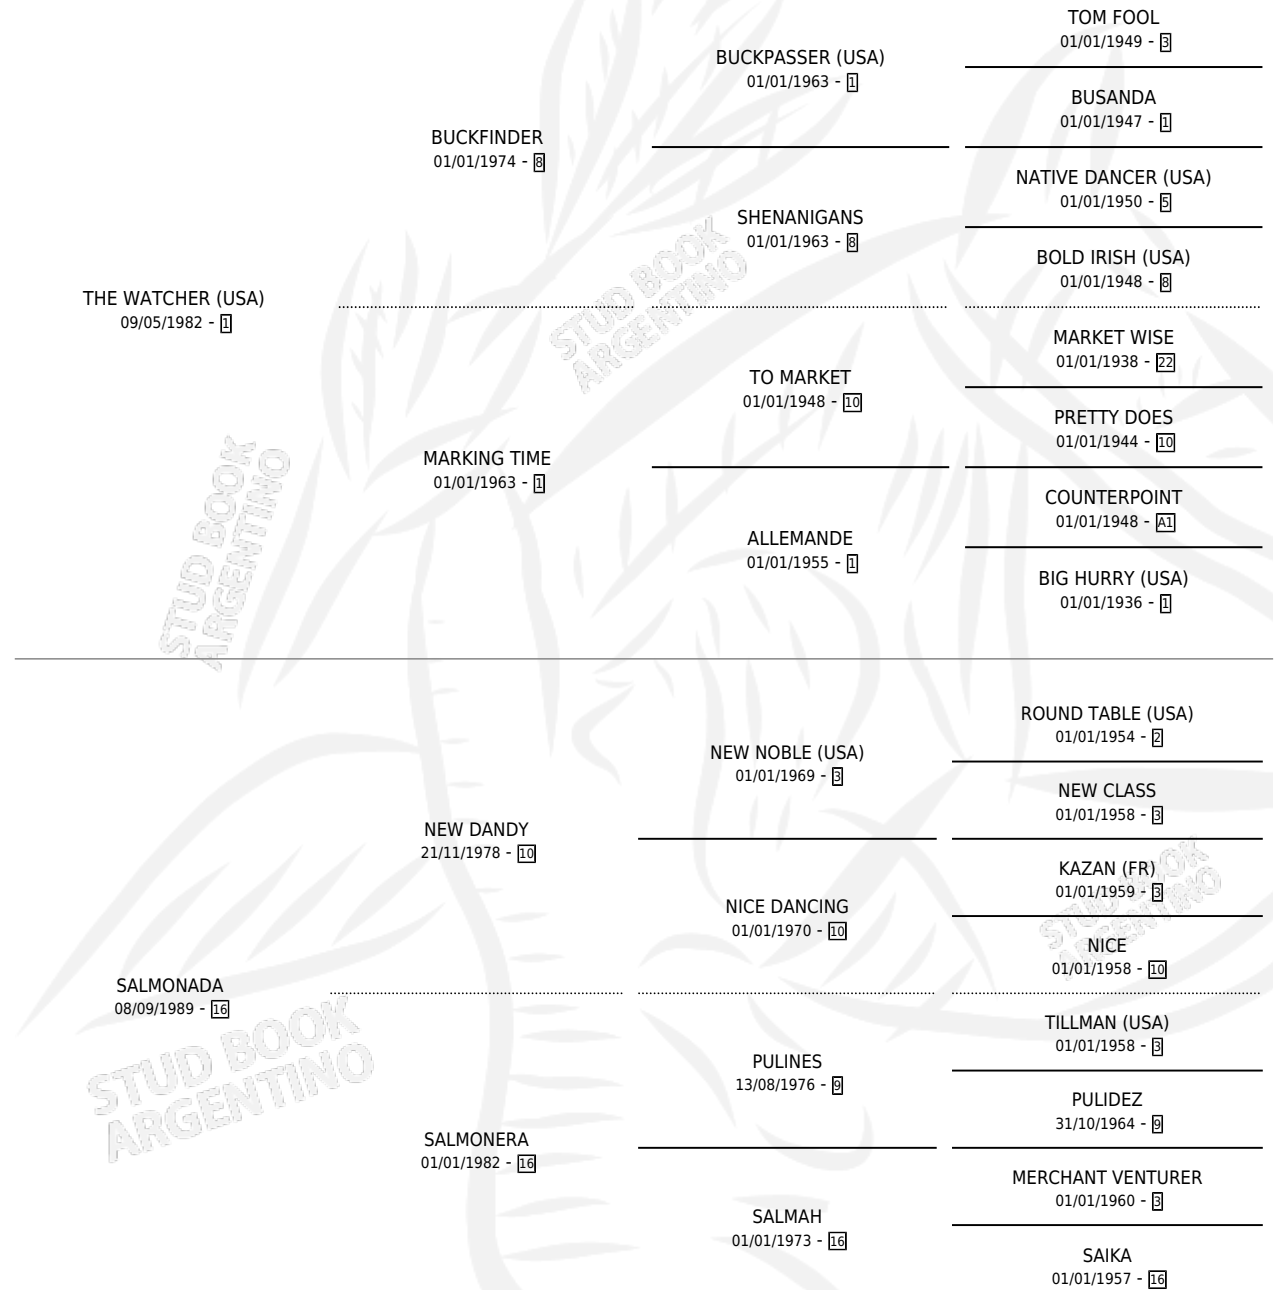 TOM FOOL
01/01/1949 - 3
BUCKPASSER (USA)
01/01/1963 - 1
BUSANDA
01/01/1947 - 1
BUCKFINDER
01/01/1974 - 8
NATIVE DANCER (USA)
01/01/1950 - 5
SHENANIGANS
01/01/1963 - 8
BOLD IRISH (USA)
01/01/1948 - 8
THE WATCHER (USA)
09/05/1982 - 1
MARKET WISE
01/01/1938 - 22
TO MARKET
01/01/1948 - 10
PRETTY DOES
01/01/1944 - 10
MARKING TIME
01/01/1963 - 1
COUNTERPOINT
01/01/1948 - A1
ALLEMANDE
01/01/1955 - 1
BIG HURRY (USA)
01/01/1936 - 1
ROUND TABLE (USA)
01/01/1954 - 2
NEW NOBLE (USA)
01/01/1969 - 3
NEW CLASS
01/01/1958 - 3
NEW DANDY
21/11/1978 - 10
KAZAN (FR)
01/01/1959 - 3
NICE DANCING
01/01/1970 - 10
NICE
01/01/1958 - 10
SALMONADA
08/09/1989 - 16
TILLMAN (USA)
01/01/1958 - 3
PULINES
13/08/1976 - 9
PULIDEZ
31/10/1964 - 9
SALMONERA
01/01/1982 - 16
MERCHANT VENTURER
01/01/1960 - 3
SALMAH
01/01/1973 - 16
SAIKA
01/01/1957 - 16
STUD BOOK
ARGENTINO
STUD BOOK
ARGENTINO
STUD BOOK
ARGENTINO
STUD BOOK
ARGENTINO